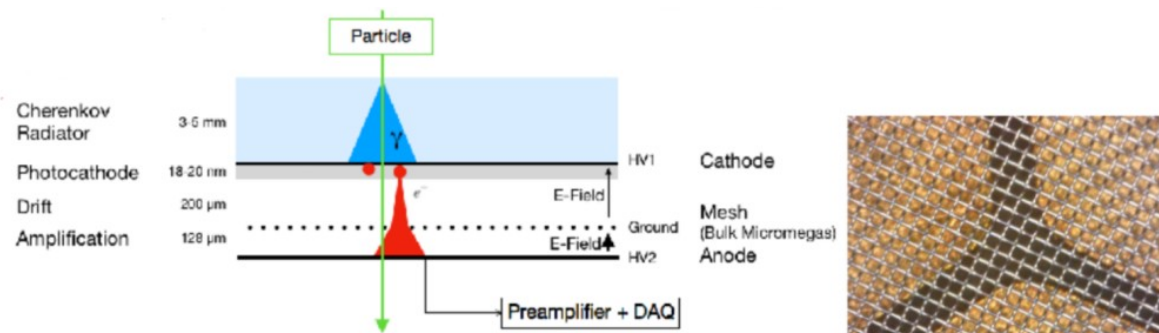 Particle
Cherenkov
Radiator
3-5 mm
γ
HV1
Cathode
Photocathode
18-20 nm
e⁻
E-Field
Drift
200 μm
Ground
Mesh
(Bulk Micromegas)
Amplification
128 μm
E-Field
HV2
Anode
Preamplifier + DAQ